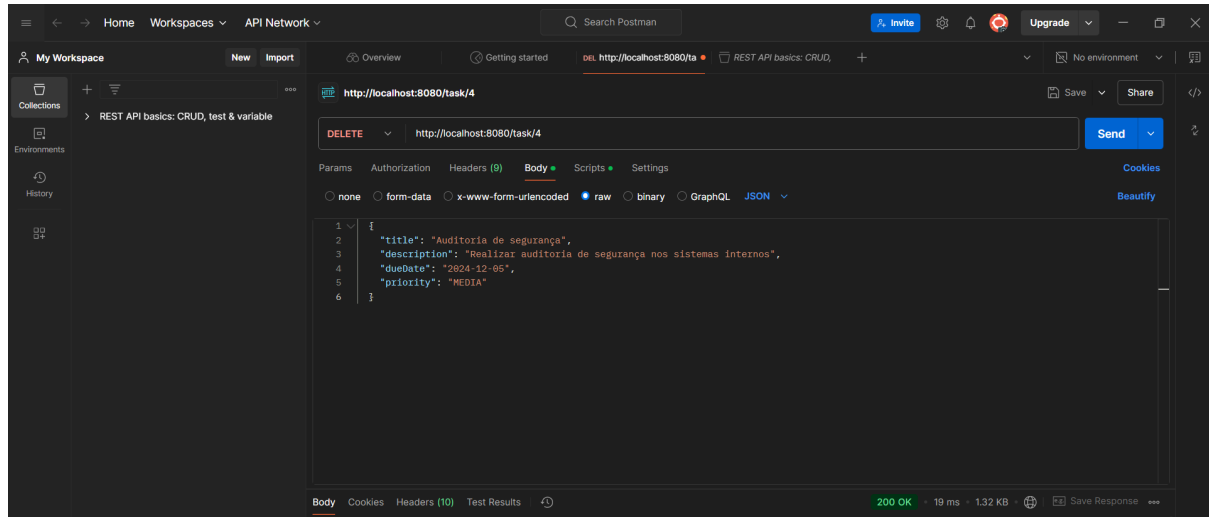 Home Workspaces API Network Search Postman Invite Upgrade
My Workspace New Import Overview Getting started DEL http://localhost:8080/ta REST API basics: CRUD, No environment
Collections
Environments
History
REST API basics: CRUD, test & variable
HTTP http://localhost:8080/task/4 Save Share
DELETE http://localhost:8080/task/4 Send
Params Authorization Headers (9) Body Scripts Settings Cookies
none form-data x-www-form-urlencoded raw binary GraphQL JSON Beautify
1 {
2 "title": "Auditoria de segurança",
3 "description": "Realizar auditoria de segurança nos sistemas internos",
4 "dueDate": "2024-12-05",
5 "priority": "MEDIA"
6 }
Body Cookies Headers (10) Test Results 200 OK 19 ms 1.32 KB Save Response